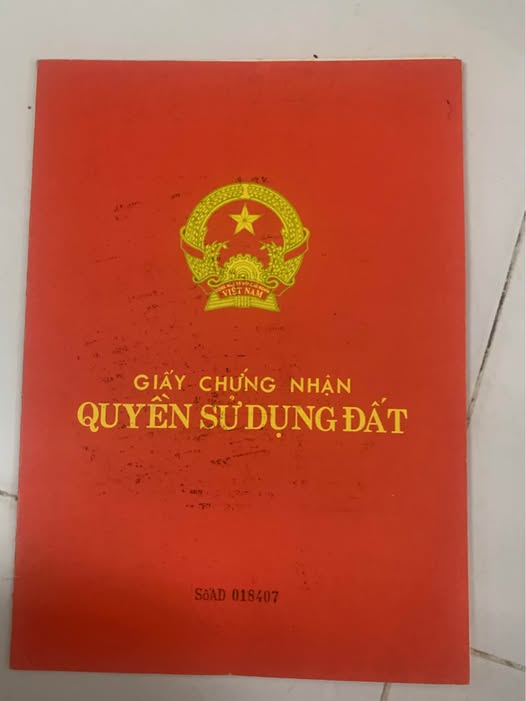 VIỆT NAM
GIẤY CHỨNG NHẬN
QUYỀN SỬ DỤNG ĐẤT
Số AD 018407